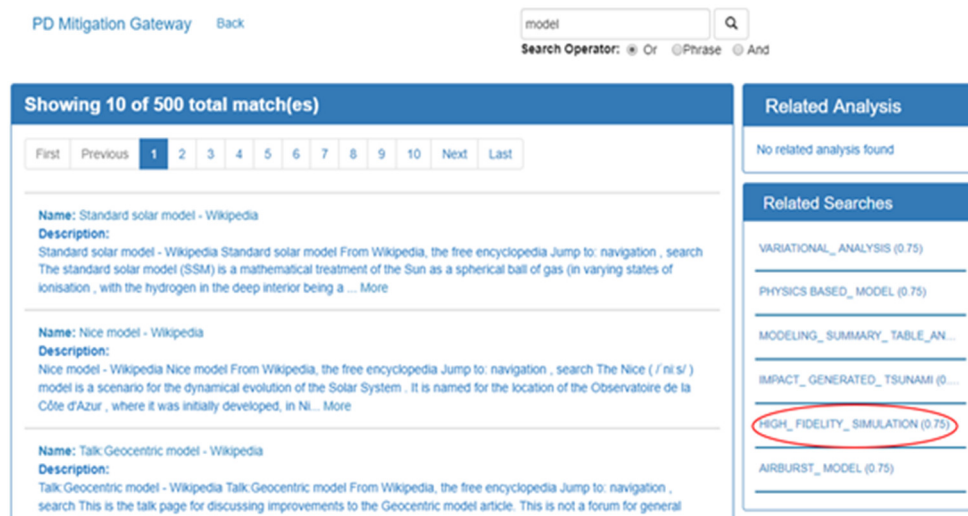 PD Mitigation Gateway Back
model
Search Operator: Or Phrase And
Showing 10 of 500 total match(es)
First Previous 1 2 3 4 5 6 7 8 9 10 Next Last
Name: Standard solar model - Wikipedia
Description:
Standard solar model - Wikipedia Standard solar model From Wikipedia, the free encyclopedia Jump to: navigation , search
The standard solar model (SSM) is a mathematical treatment of the Sun as a spherical ball of gas (in varying states of
ionisation , with the hydrogen in the deep interior being a ... More
Name: Nice model - Wikipedia
Description:
Nice model - Wikipedia Nice model From Wikipedia, the free encyclopedia Jump to: navigation , search The Nice ( /ˈniːs/ )
model is a scenario for the dynamical evolution of the Solar System . It is named for the location of the Observatoire de la
Côte d'Azur , where it was initially developed, in Ni... More
Name: Talk:Geocentric model - Wikipedia
Description:
Talk:Geocentric model - Wikipedia Talk:Geocentric model From Wikipedia, the free encyclopedia Jump to: navigation ,
search This is the talk page for discussing improvements to the Geocentric model article. This is not a forum for general
Related Analysis
No related analysis found
Related Searches
VARIATIONAL_ ANALYSIS (0.75)
PHYSICS BASED_ MODEL (0.75)
MODELING_ SUMMARY_ TABLE_AN...
IMPACT_ GENERATED_ TSUNAMI (0....
HIGH_ FIDELITY_ SIMULATION (0.75)
AIRBURST_ MODEL (0.75)